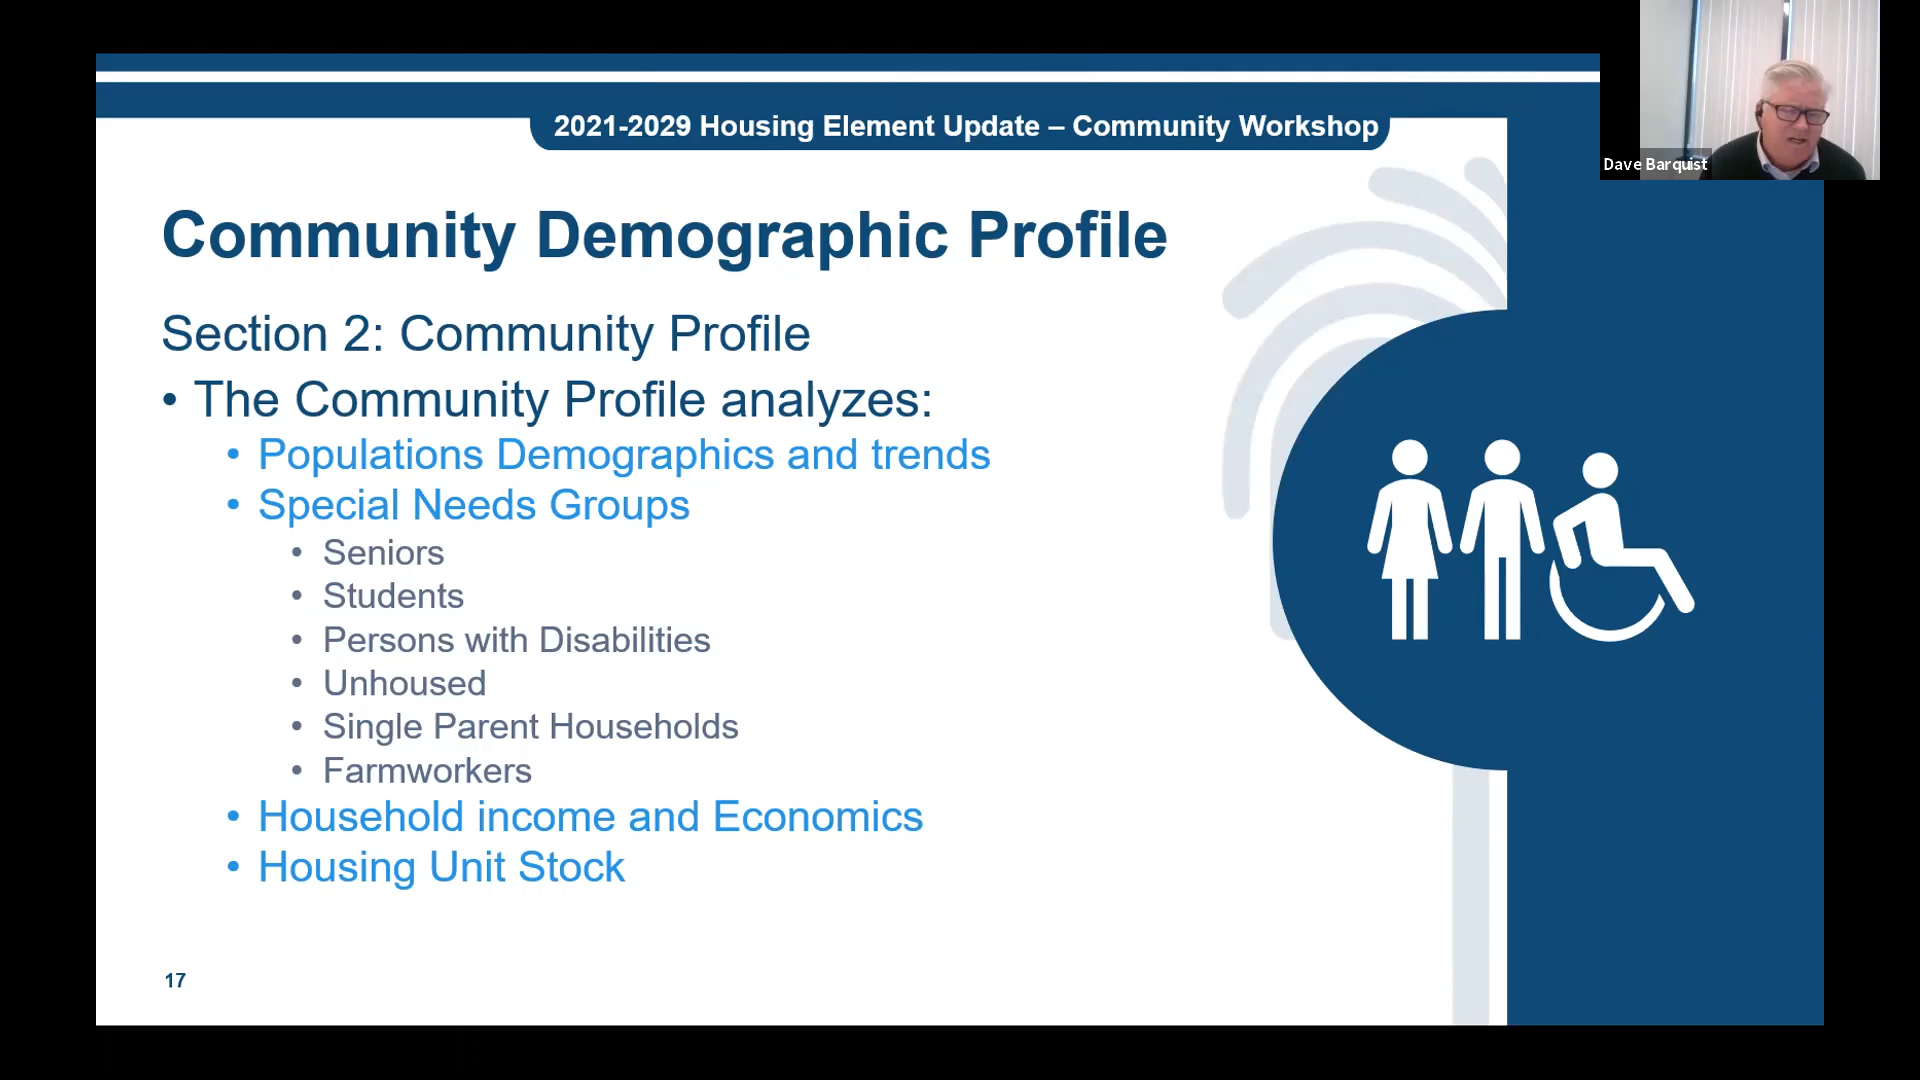 2021-2029 Housing Element Update – Community Workshop
Dave Barquist
Community Demographic Profile
Section 2: Community Profile
• The Community Profile analyzes:
• Populations Demographics and trends
• Special Needs Groups
• Seniors
• Students
• Persons with Disabilities
• Unhoused
• Single Parent Households
• Farmworkers
• Household income and Economics
• Housing Unit Stock
17